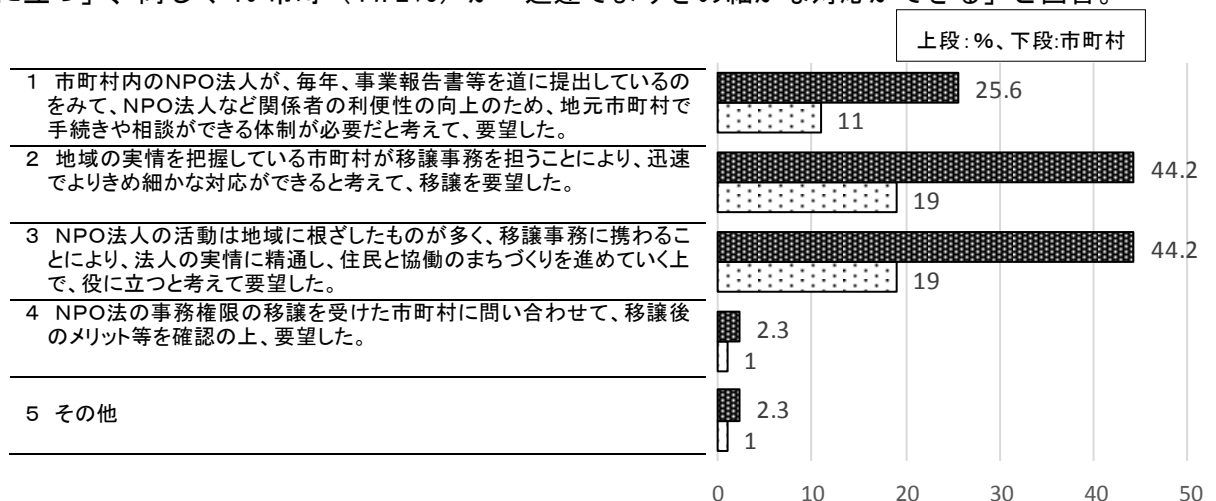 上段:%、下段:市町村
1 市町村内のNPO法人が、毎年、事業報告書等を道に提出しているの
をみて、NPO法人など関係者の利便性の向上のため、地元市町村で
手続きや相談ができる体制が必要だと考えて、要望した。
25.6
11
2 地域の実情を把握している市町村が移譲事務を担うことにより、迅速
でよりきめ細かな対応ができると考えて、移譲を要望した。
44.2
19
3 NPO法人の活動は地域に根ざしたものが多く、移譲事務に携わるこ
とにより、法人の実情に精通し、住民と協働のまちづくりを進めていく上
で、役に立つと考えて要望した。
44.2
19
4 NPO法の事務権限の移譲を受けた市町村に問い合わせて、移譲後
のメリット等を確認の上、要望した。
2.3
1
5 その他
2.3
1
0 10 20 30 40 50